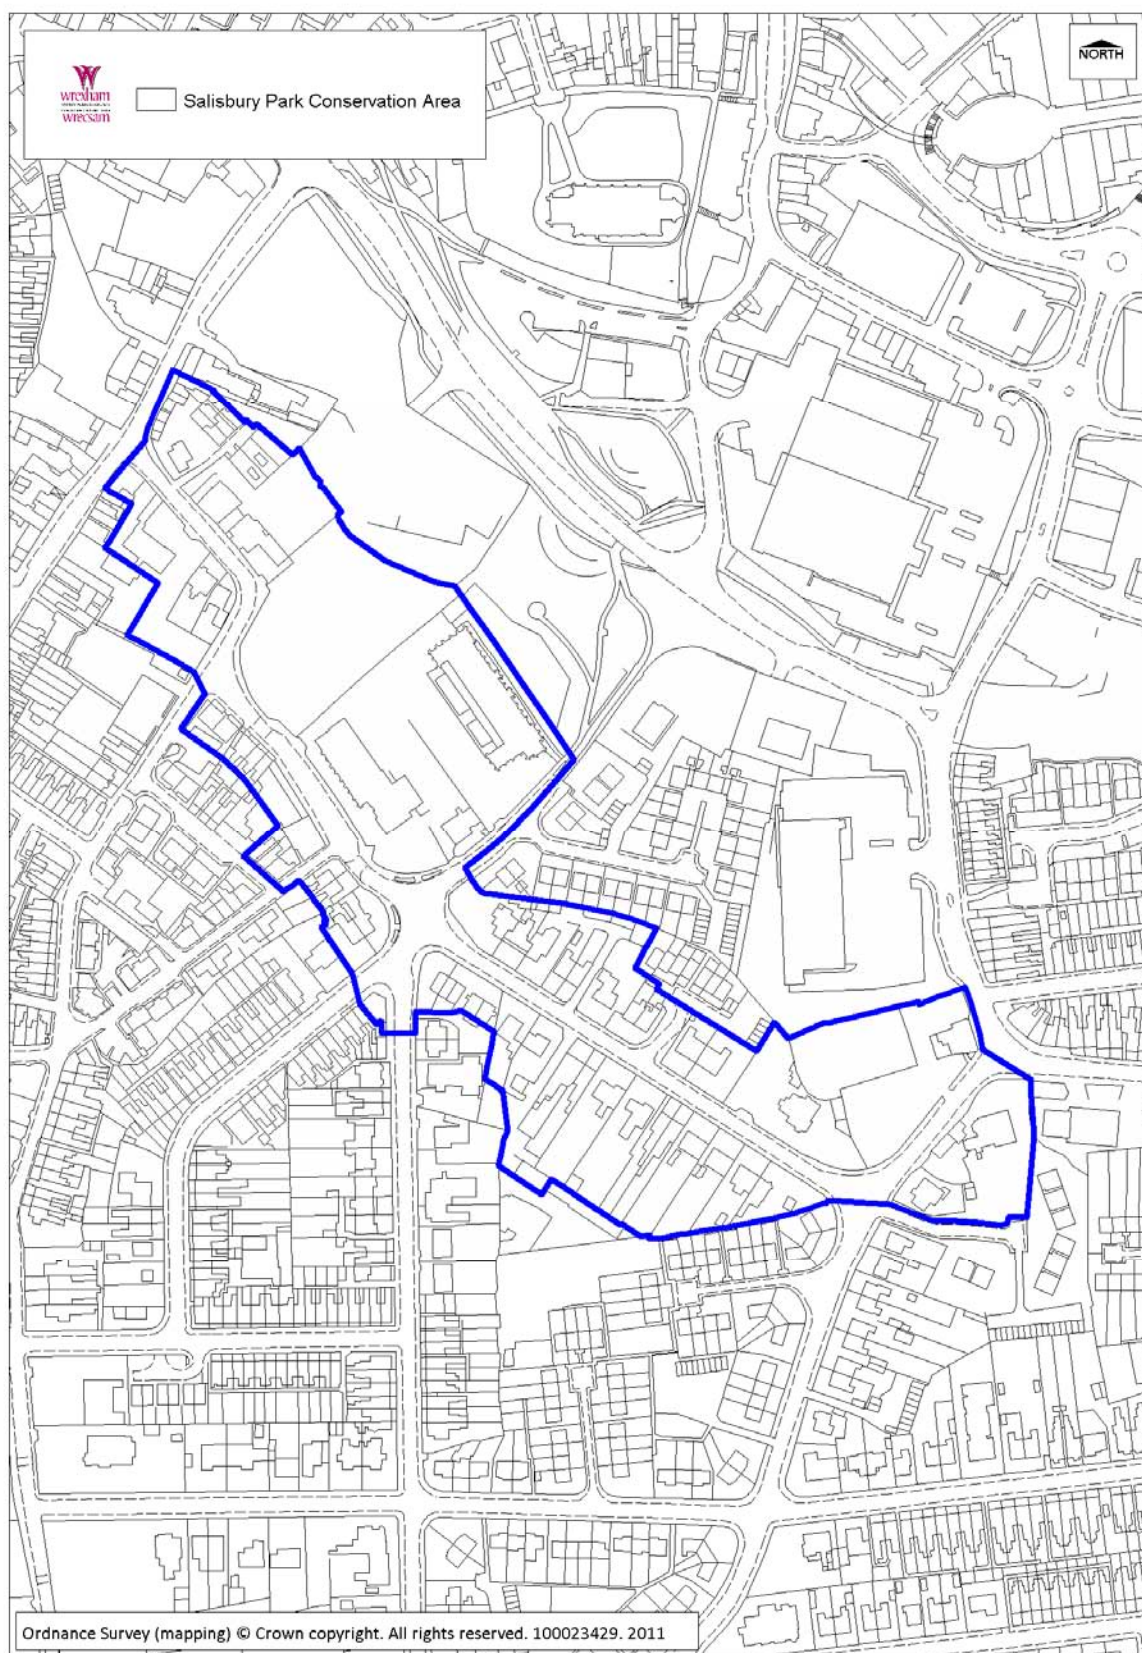 wrexham
wrecsam
Salisbury Park Conservation Area
NORTH
Ordnance Survey (mapping) © Crown copyright. All rights reserved. 100023429. 2011